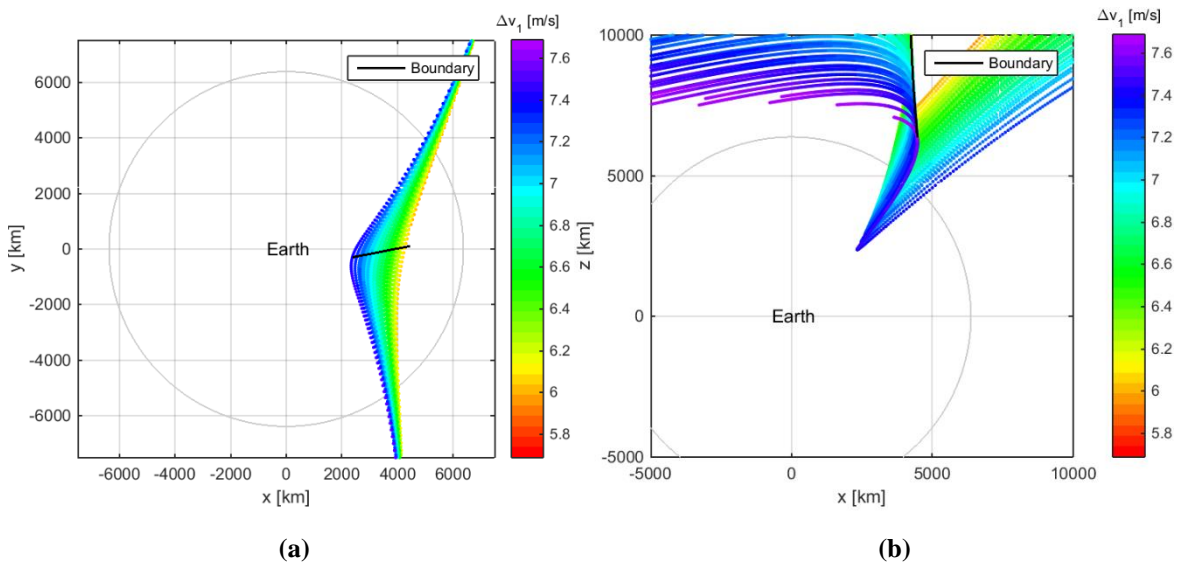 Δv₁ [m/s]
Boundary
Earth
6000
4000
2000
0
-2000
-4000
-6000
y [km]
-6000 -4000 -2000 0 2000 4000 6000
x [km]
7.6
7.4
7.2
7
6.8
6.6
6.4
6.2
6
5.8
(a)
Δv₁ [m/s]
Boundary
Earth
10000
5000
0
-5000
z [km]
-5000 0 5000 10000
x [km]
7.6
7.4
7.2
7
6.8
6.6
6.4
6.2
6
5.8
(b)